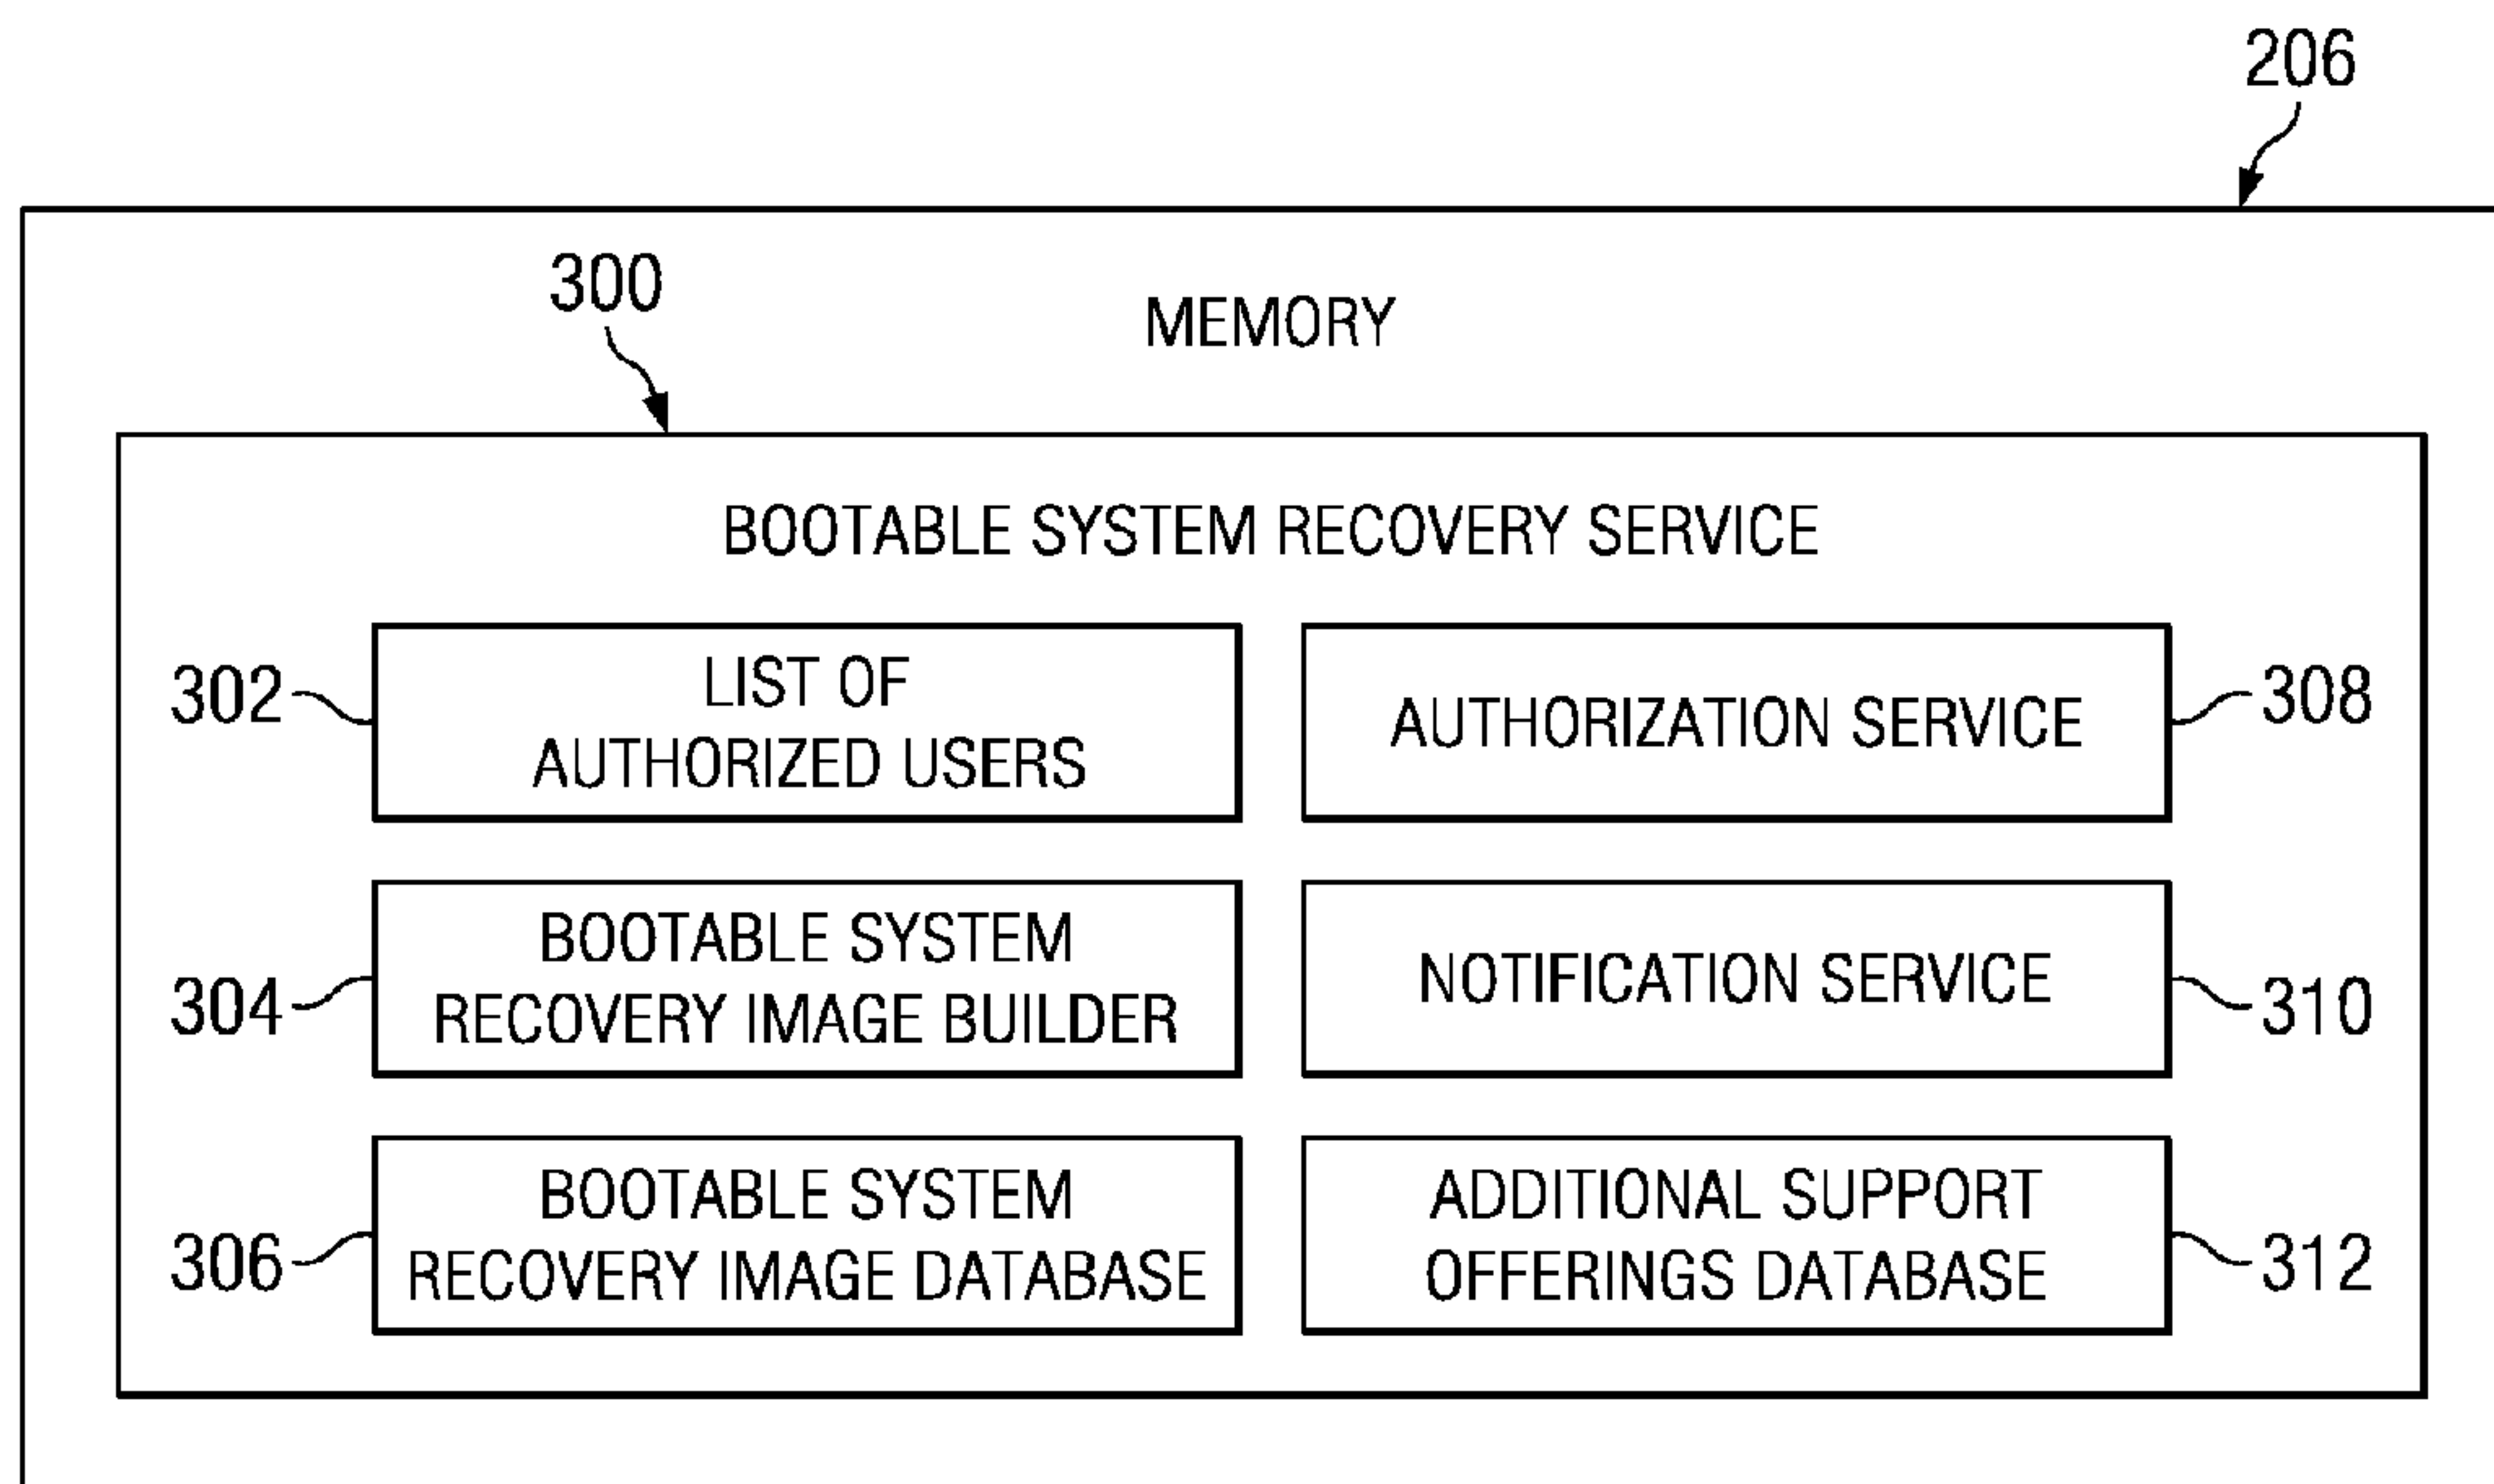 206
300
MEMORY
BOOTABLE SYSTEM RECOVERY SERVICE
302
LIST OF
AUTHORIZED USERS
AUTHORIZATION SERVICE
308
304
BOOTABLE SYSTEM
RECOVERY IMAGE BUILDER
NOTIFICATION SERVICE
310
306
BOOTABLE SYSTEM
RECOVERY IMAGE DATABASE
ADDITIONAL SUPPORT
OFFERINGS DATABASE
312